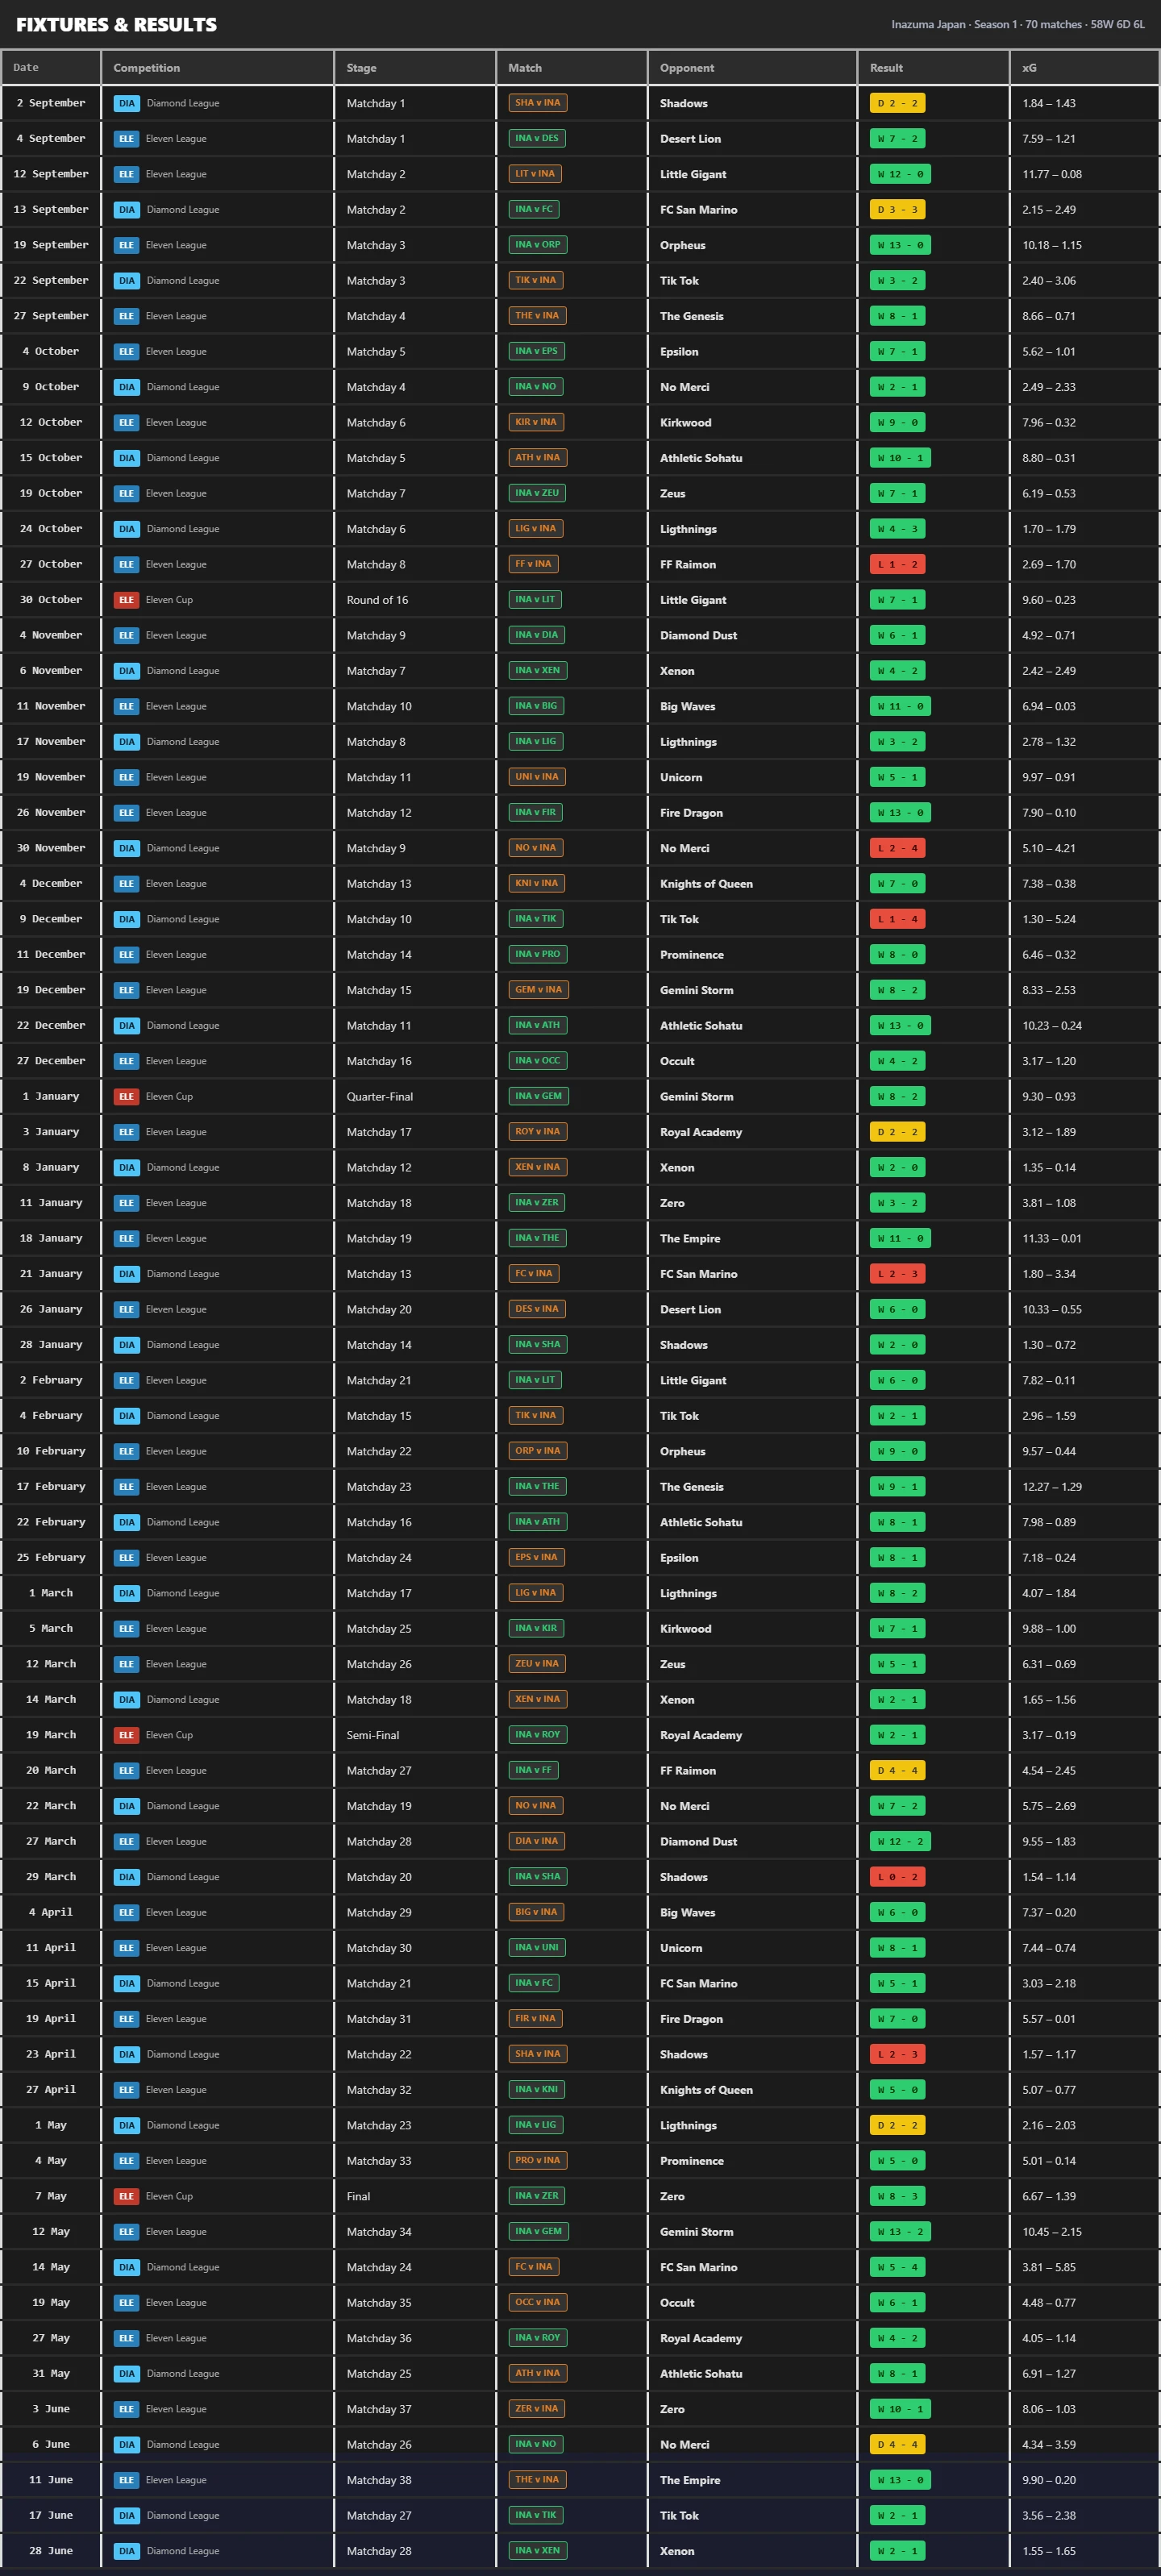 FIXTURES & RESULTS Inazuma Japan · Season 1 · 70 matches · 58W 6D 6L
Date Competition Stage Match Opponent Result xG
2 September DIA Diamond League Matchday 1 SHA v INA Shadows D 2 - 2 1.84 – 1.43
4 September ELE Eleven League Matchday 1 INA v DES Desert Lion W 7 - 2 7.59 – 1.21
12 September ELE Eleven League Matchday 2 LIT v INA Little Gigant W 12 - 0 11.77 – 0.08
13 September DIA Diamond League Matchday 2 INA v FC FC San Marino D 3 - 3 2.15 – 2.49
19 September ELE Eleven League Matchday 3 INA v ORP Orpheus W 13 - 0 10.18 – 1.15
22 September DIA Diamond League Matchday 3 TIK v INA Tik Tok W 3 - 2 2.40 – 3.06
27 September ELE Eleven League Matchday 4 THE v INA The Genesis W 8 - 1 8.66 – 0.71
4 October ELE Eleven League Matchday 5 INA v EPS Epsilon W 7 - 1 5.62 – 1.01
9 October DIA Diamond League Matchday 4 INA v NO No Merci W 2 - 1 2.49 – 2.33
12 October ELE Eleven League Matchday 6 KIR v INA Kirkwood W 9 - 0 7.96 – 0.32
15 October DIA Diamond League Matchday 5 ATH v INA Athletic Sohatu W 10 - 1 8.80 – 0.31
19 October ELE Eleven League Matchday 7 INA v ZEU Zeus W 7 - 1 6.19 – 0.53
24 October DIA Diamond League Matchday 6 LIG v INA Ligthnings W 4 - 3 1.70 – 1.79
27 October ELE Eleven League Matchday 8 FF v INA FF Raimon L 1 - 2 2.69 – 1.70
30 October ELE Eleven Cup Round of 16 INA v LIT Little Gigant W 7 - 1 9.60 – 0.23
4 November ELE Eleven League Matchday 9 INA v DIA Diamond Dust W 6 - 1 4.92 – 0.71
6 November DIA Diamond League Matchday 7 INA v XEN Xenon W 4 - 2 2.42 – 2.49
11 November ELE Eleven League Matchday 10 INA v BIG Big Waves W 11 - 0 6.94 – 0.03
17 November DIA Diamond League Matchday 8 INA v LIG Ligthnings W 3 - 2 2.78 – 1.32
19 November ELE Eleven League Matchday 11 UNI v INA Unicorn W 5 - 1 9.97 – 0.91
26 November ELE Eleven League Matchday 12 INA v FIR Fire Dragon W 13 - 0 7.90 – 0.10
30 November DIA Diamond League Matchday 9 NO v INA No Merci L 2 - 4 5.10 – 4.21
4 December ELE Eleven League Matchday 13 KNI v INA Knights of Queen W 7 - 0 7.38 – 0.38
9 December DIA Diamond League Matchday 10 INA v TIK Tik Tok L 1 - 4 1.30 – 5.24
11 December ELE Eleven League Matchday 14 INA v PRO Prominence W 8 - 0 6.46 – 0.32
19 December ELE Eleven League Matchday 15 GEM v INA Gemini Storm W 8 - 2 8.33 – 2.53
22 December DIA Diamond League Matchday 11 INA v ATH Athletic Sohatu W 13 - 0 10.23 – 0.24
27 December ELE Eleven League Matchday 16 INA v OCC Occult W 4 - 2 3.17 – 1.20
1 January ELE Eleven Cup Quarter-Final INA v GEM Gemini Storm W 8 - 2 9.30 – 0.93
3 January ELE Eleven League Matchday 17 ROY v INA Royal Academy D 2 - 2 3.12 – 1.89
8 January DIA Diamond League Matchday 12 XEN v INA Xenon W 2 - 0 1.35 – 0.14
11 January ELE Eleven League Matchday 18 INA v ZER Zero W 3 - 2 3.81 – 1.08
18 January ELE Eleven League Matchday 19 INA v THE The Empire W 11 - 0 11.33 – 0.01
21 January DIA Diamond League Matchday 13 FC v INA FC San Marino L 2 - 3 1.80 – 3.34
26 January ELE Eleven League Matchday 20 DES v INA Desert Lion W 6 - 0 10.33 – 0.55
28 January DIA Diamond League Matchday 14 INA v SHA Shadows W 2 - 0 1.30 – 0.72
2 February ELE Eleven League Matchday 21 INA v LIT Little Gigant W 6 - 0 7.82 – 0.11
4 February DIA Diamond League Matchday 15 TIK v INA Tik Tok W 2 - 1 2.96 – 1.59
10 February ELE Eleven League Matchday 22 ORP v INA Orpheus W 9 - 0 9.57 – 0.44
17 February ELE Eleven League Matchday 23 INA v THE The Genesis W 9 - 1 12.27 – 1.29
22 February DIA Diamond League Matchday 16 INA v ATH Athletic Sohatu W 8 - 1 7.98 – 0.89
25 February ELE Eleven League Matchday 24 EPS v INA Epsilon W 8 - 1 7.18 – 0.24
1 March DIA Diamond League Matchday 17 LIG v INA Ligthnings W 8 - 2 4.07 – 1.84
5 March ELE Eleven League Matchday 25 INA v KIR Kirkwood W 7 - 1 9.88 – 1.00
12 March ELE Eleven League Matchday 26 ZEU v INA Zeus W 5 - 1 6.31 – 0.69
14 March DIA Diamond League Matchday 18 XEN v INA Xenon W 2 - 1 1.65 – 1.56
19 March ELE Eleven Cup Semi-Final INA v ROY Royal Academy W 2 - 1 3.17 – 0.19
20 March ELE Eleven League Matchday 27 INA v FF FF Raimon D 4 - 4 4.54 – 2.45
22 March DIA Diamond League Matchday 19 NO v INA No Merci W 7 - 2 5.75 – 2.69
27 March ELE Eleven League Matchday 28 DIA v INA Diamond Dust W 12 - 2 9.55 – 1.83
29 March DIA Diamond League Matchday 20 INA v SHA Shadows L 0 - 2 1.54 – 1.14
4 April ELE Eleven League Matchday 29 BIG v INA Big Waves W 6 - 0 7.37 – 0.20
11 April ELE Eleven League Matchday 30 INA v UNI Unicorn W 8 - 1 7.44 – 0.74
15 April DIA Diamond League Matchday 21 INA v FC FC San Marino W 5 - 1 3.03 – 2.18
19 April ELE Eleven League Matchday 31 FIR v INA Fire Dragon W 7 - 0 5.57 – 0.01
23 April DIA Diamond League Matchday 22 SHA v INA Shadows L 2 - 3 1.57 – 1.17
27 April ELE Eleven League Matchday 32 INA v KNI Knights of Queen W 5 - 0 5.07 – 0.77
1 May DIA Diamond League Matchday 23 INA v LIG Ligthnings D 2 - 2 2.16 – 2.03
4 May ELE Eleven League Matchday 33 PRO v INA Prominence W 5 - 0 5.01 – 0.14
7 May ELE Eleven Cup Final INA v ZER Zero W 8 - 3 6.67 – 1.39
12 May ELE Eleven League Matchday 34 INA v GEM Gemini Storm W 13 - 2 10.45 – 2.15
14 May DIA Diamond League Matchday 24 FC v INA FC San Marino W 5 - 4 3.81 – 5.85
19 May ELE Eleven League Matchday 35 OCC v INA Occult W 6 - 1 4.48 – 0.77
27 May ELE Eleven League Matchday 36 INA v ROY Royal Academy W 4 - 2 4.05 – 1.14
31 May DIA Diamond League Matchday 25 ATH v INA Athletic Sohatu W 8 - 1 6.91 – 1.27
3 June ELE Eleven League Matchday 37 ZER v INA Zero W 10 - 1 8.06 – 1.03
6 June DIA Diamond League Matchday 26 INA v NO No Merci D 4 - 4 4.34 – 3.59
11 June ELE Eleven League Matchday 38 THE v INA The Empire W 13 - 0 9.90 – 0.20
17 June DIA Diamond League Matchday 27 INA v TIK Tik Tok W 2 - 1 3.56 – 2.38
28 June DIA Diamond League Matchday 28 INA v XEN Xenon W 2 - 1 1.55 – 1.65